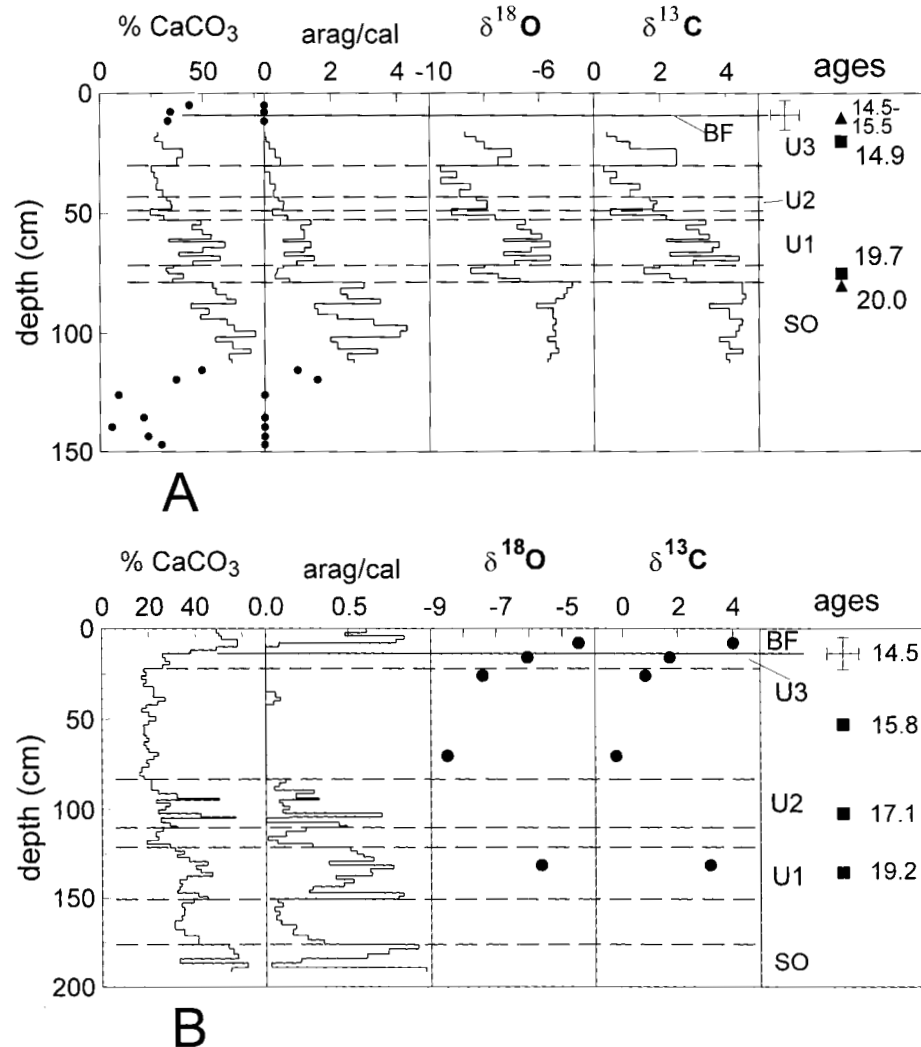 % CaCO3 arag/cal δ18O δ13C
0 50 0 2 4 -10 -6 0 2 4 ages
0
BF
14.5-
15.5
U3
14.9
50
U2
U1
19.7
20.0
100
SO
150
depth (cm)
A
% CaCO3 arag/cal δ18O δ13C
0 20 40 0.0 0.5 -9 -7 -5 0 2 4 ages
0
BF
14.5
U3
50
15.8
100
U2
17.1
150
U1
19.2
SO
200
depth (cm)
B